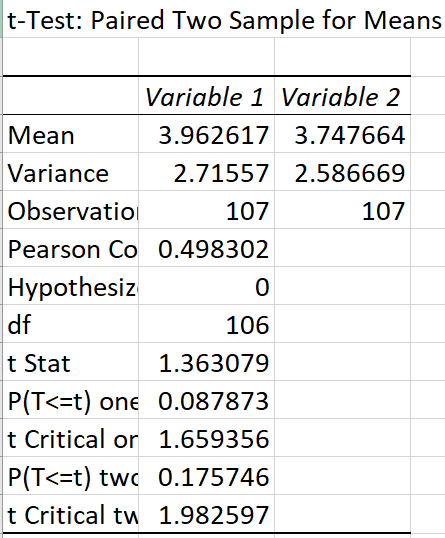 t-Test: Paired Two Sample for Means
Variable 1 Variable 2
Mean 3.962617 3.747664
Variance 2.71557 2.586669
Observation 107 107
Pearson Co 0.498302
Hypothesiz 0
df 106
t Stat 1.363079
P(T<=t) one 0.087873
t Critical or 1.659356
P(T<=t) two 0.175746
t Critical tw 1.982597